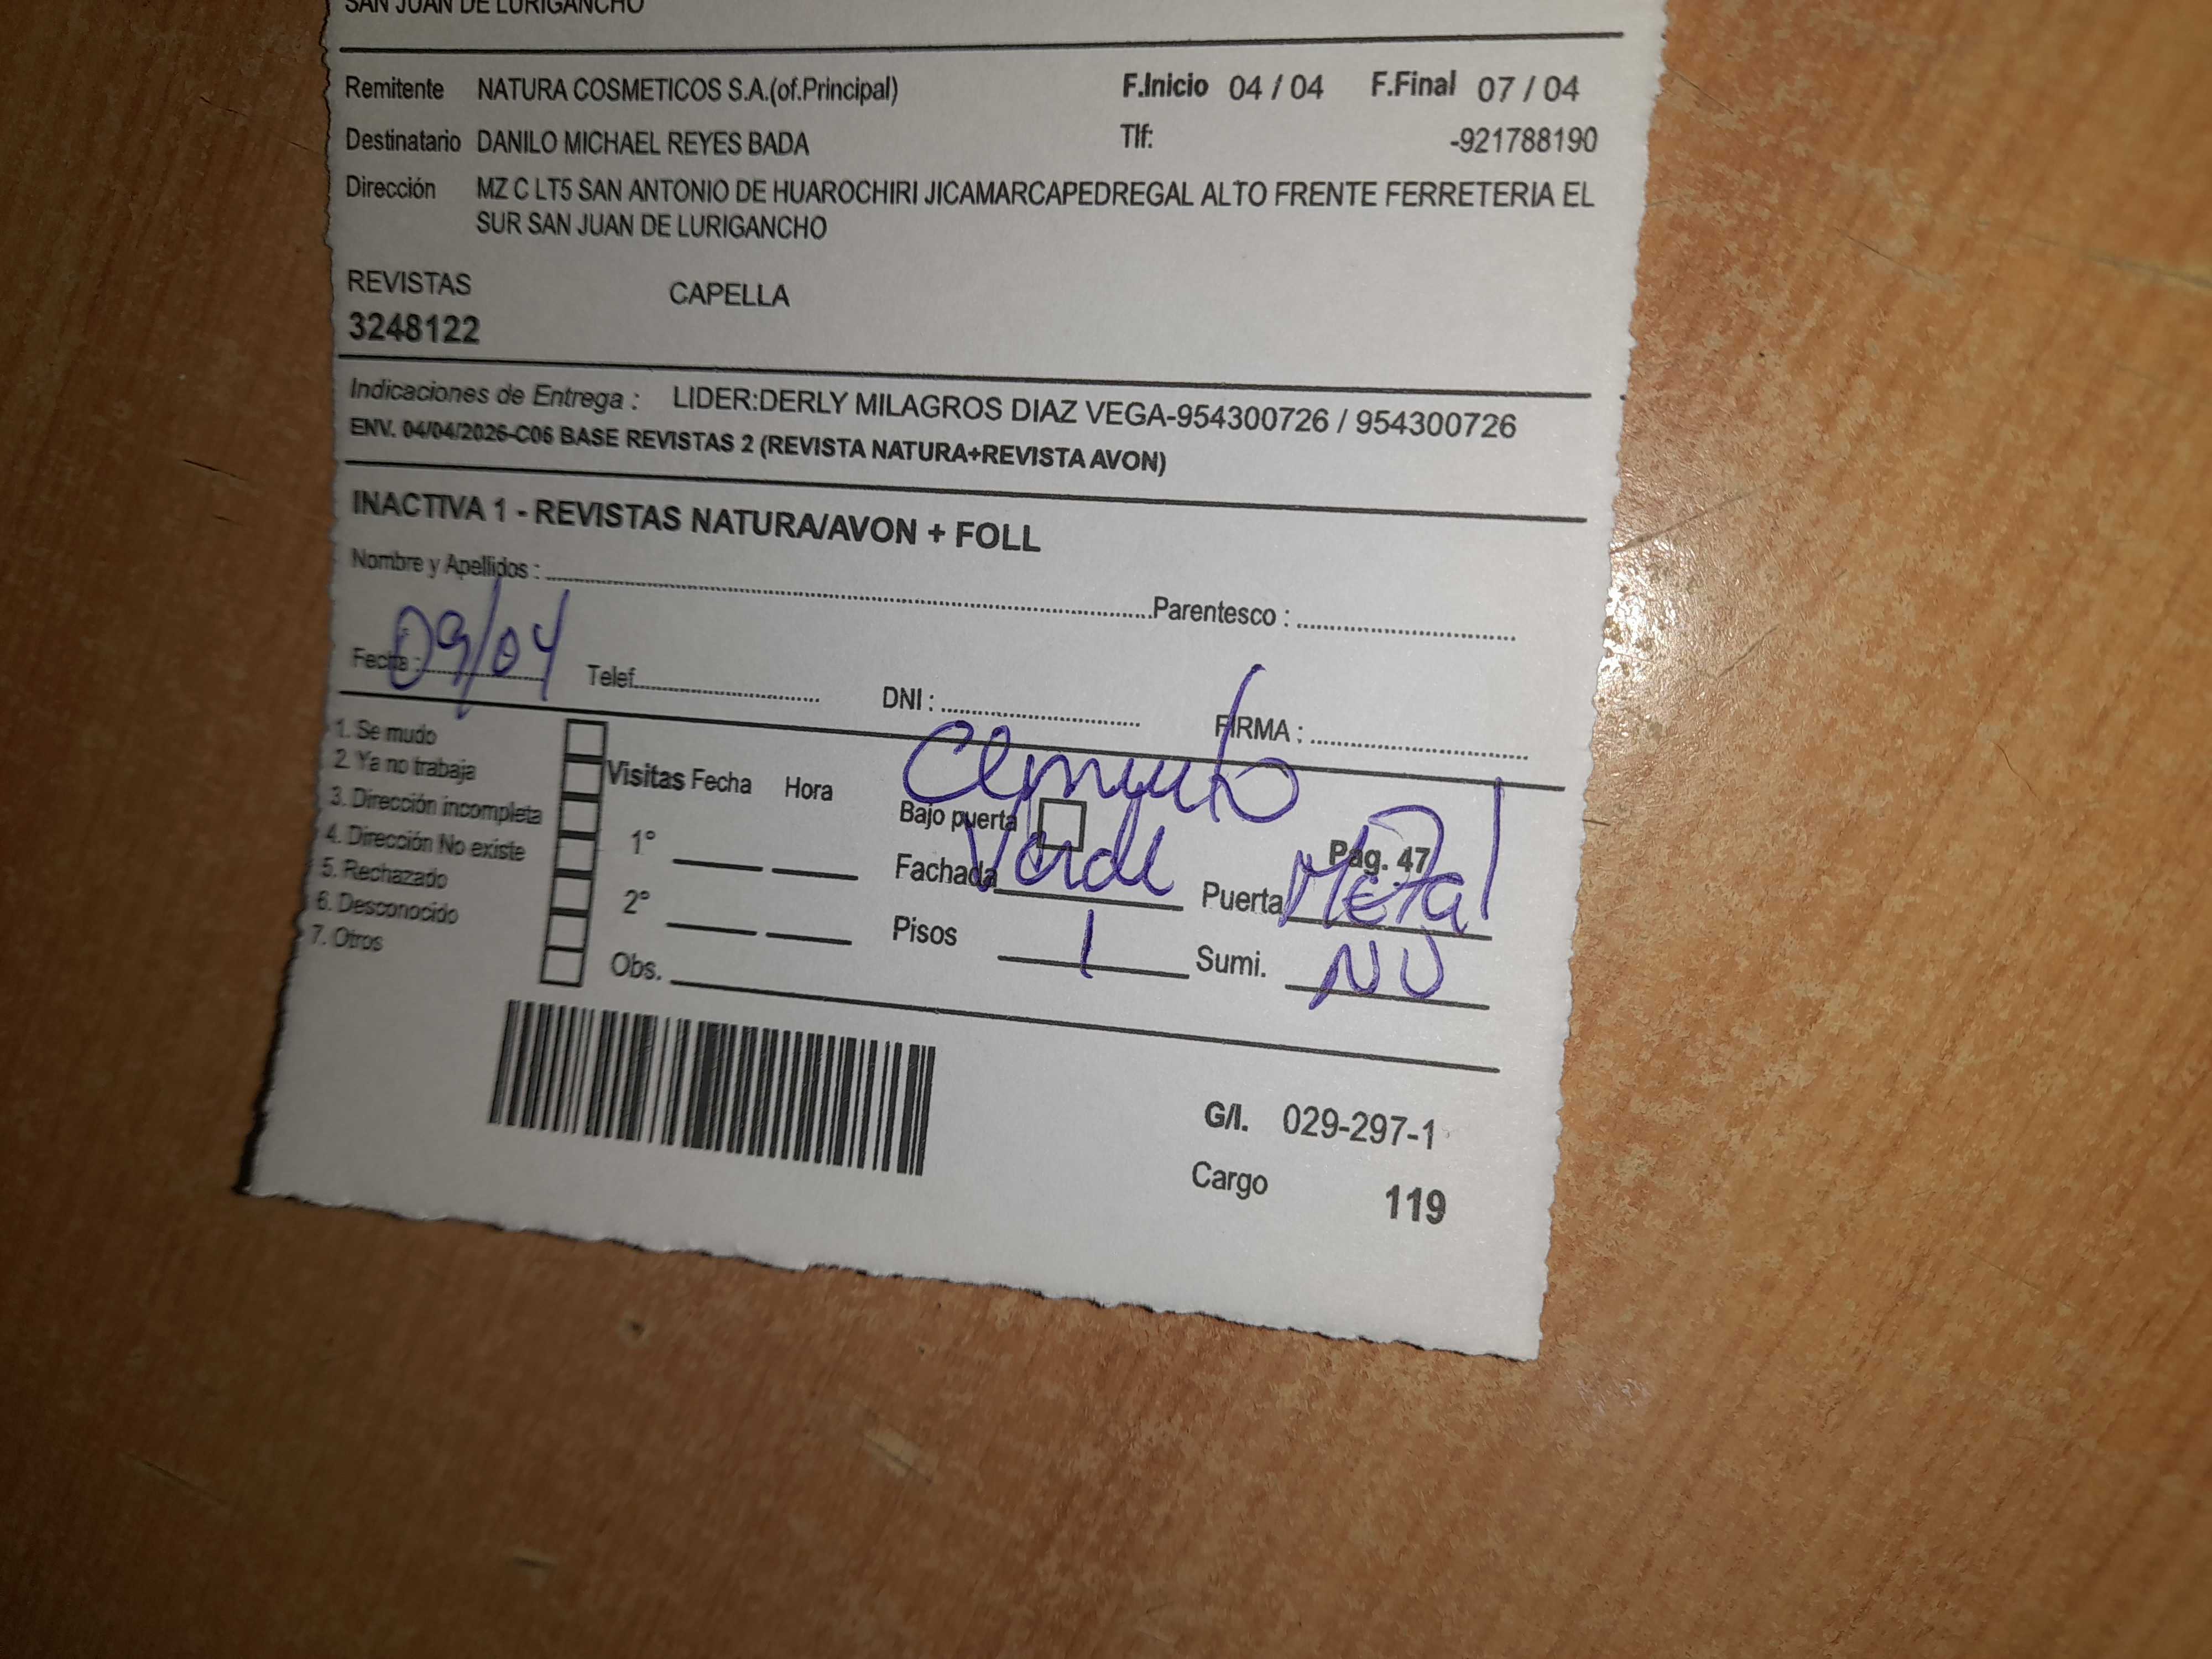 SAN JUAN DE LURIGANCHO
Remitente NATURA COSMETICOS S.A.(of.Principal) F.Inicio 04 / 04 F.Final 07 / 04
Destinatario DANILO MICHAEL REYES BADA Tlf: -921788190
Dirección MZ C LT5 SAN ANTONIO DE HUAROCHIRI JICAMARCAPEDREGAL ALTO FRENTE FERRETERIA EL
SUR SAN JUAN DE LURIGANCHO
REVISTAS CAPELLA
3248122
Indicaciones de Entrega : LIDER:DERLY MILAGROS DIAZ VEGA-954300726 / 954300726
ENV. 04/04/2026-C06 BASE REVISTAS 2 (REVISTA NATURA+REVISTA AVON)
INACTIVA 1 - REVISTAS NATURA/AVON + FOLL
Nombre y Apellidos : Parentesco :
Fecha : 09/04 Telef. DNI : FIRMA :
1. Se mudo
2. Ya no trabaja
3. Dirección incompleta
4. Dirección No existe
5. Rechazado
6. Desconocido
7. Otros
Visitas Fecha Hora
1°
2°
Obs.
Cemento
Bajo puerta Pag. 47
Fachada Verde Puerta Metal
Pisos 1 Sumi. NO
G/I. 029-297-1
Cargo 119